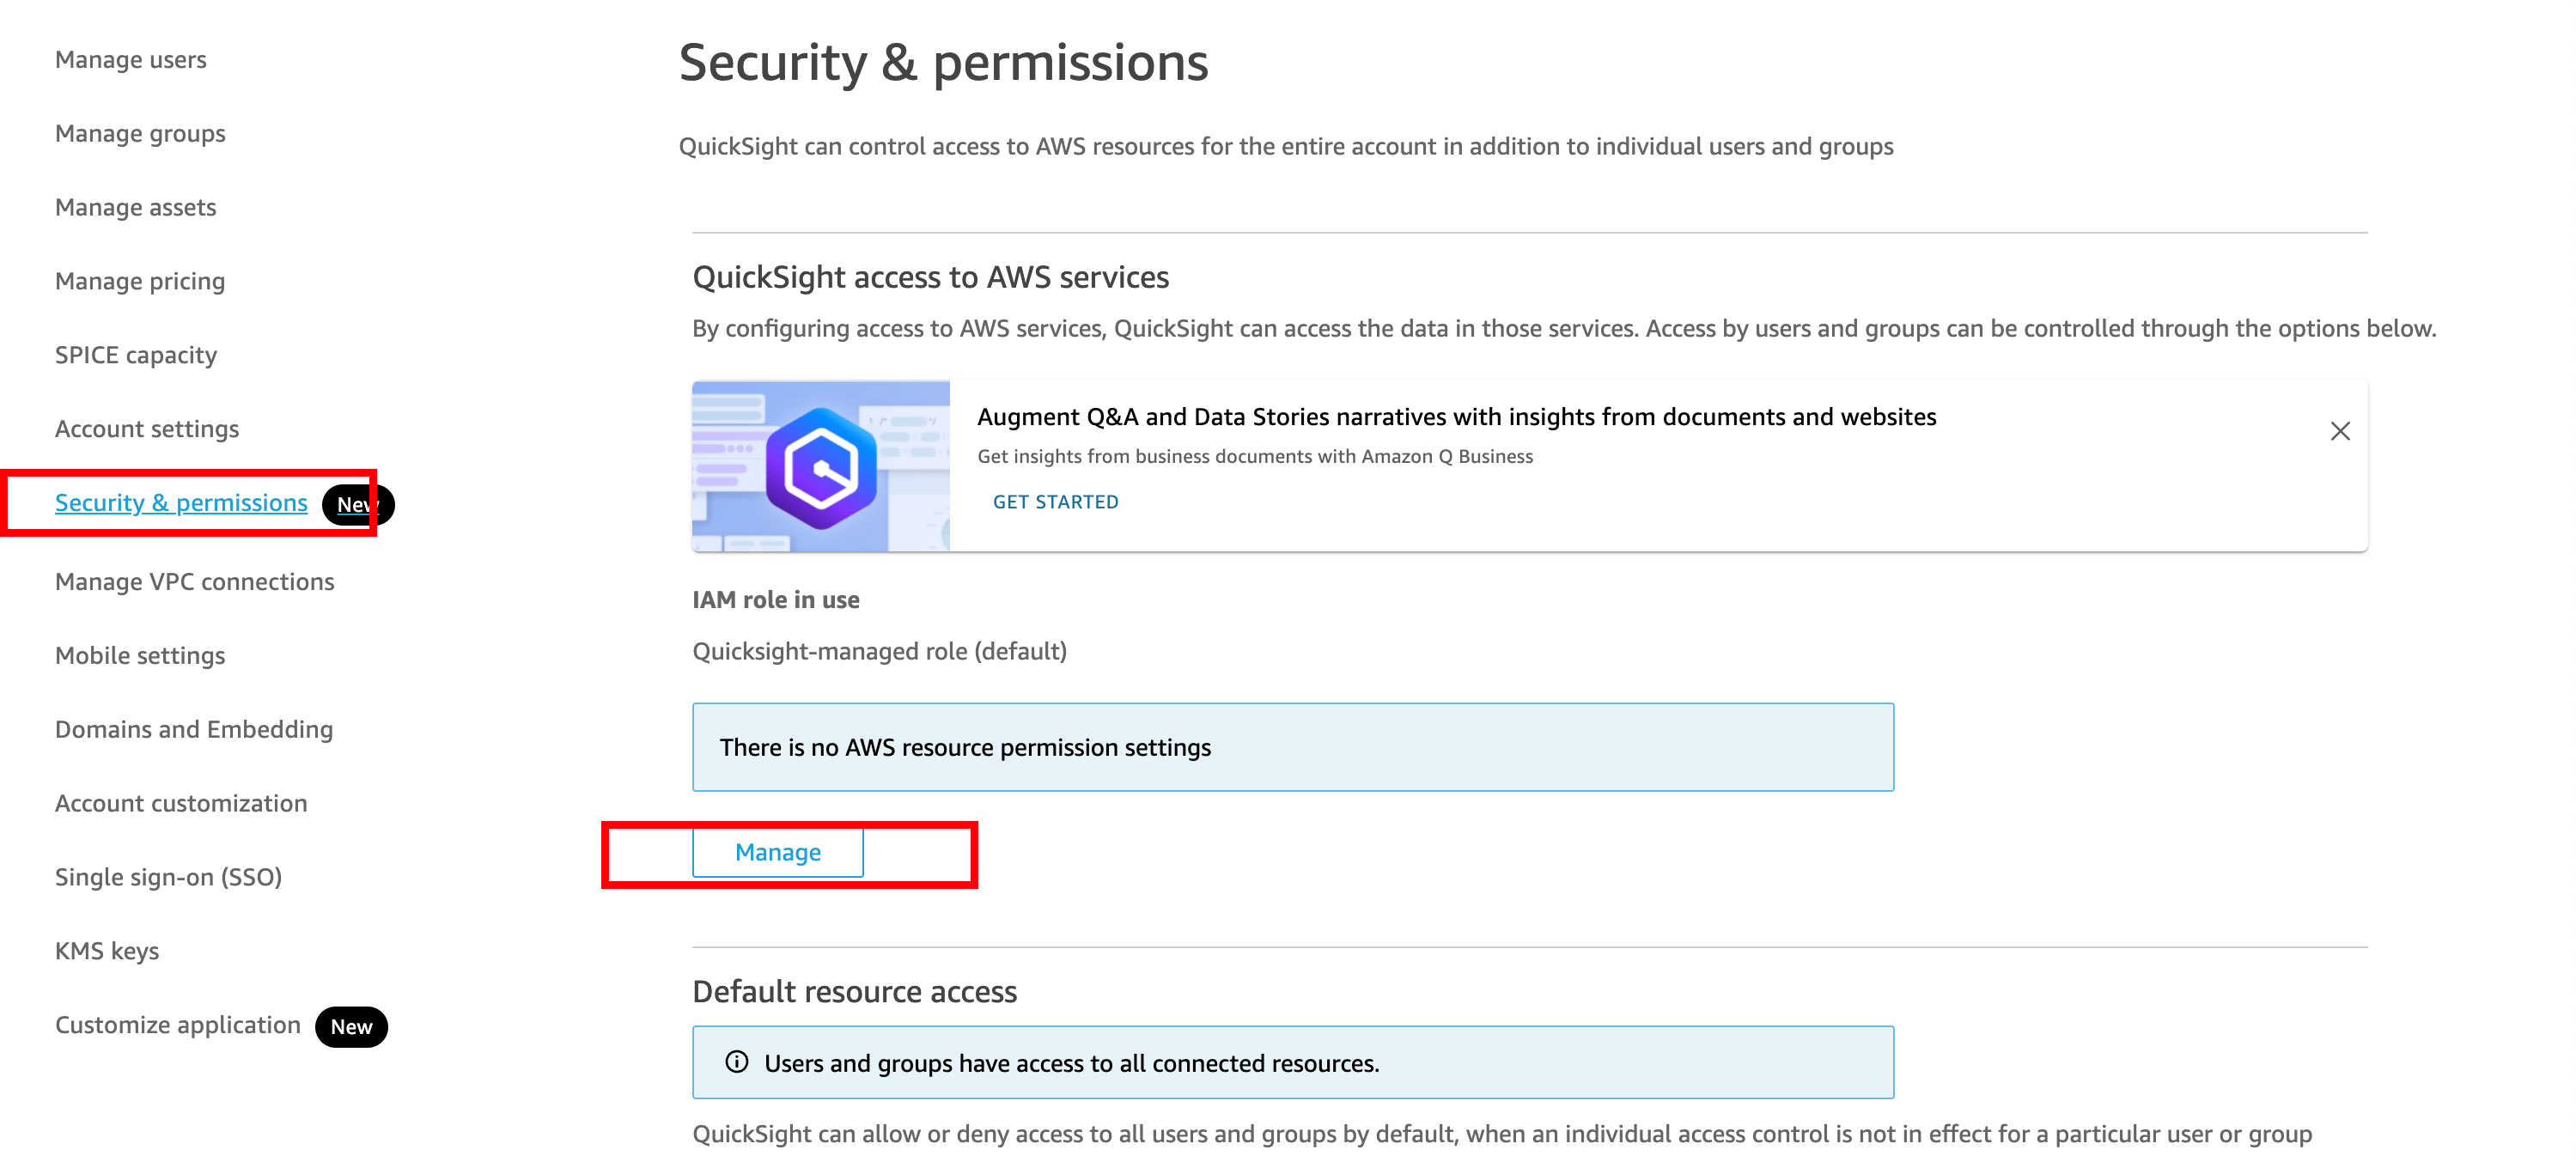 Manage users
Manage groups
Manage assets
Manage pricing
SPICE capacity
Account settings
Security & permissions New
Manage VPC connections
Mobile settings
Domains and Embedding
Account customization
Single sign-on (SSO)
KMS keys
Customize application New
Security & permissions
QuickSight can control access to AWS resources for the entire account in addition to individual users and groups
QuickSight access to AWS services
By configuring access to AWS services, QuickSight can access the data in those services. Access by users and groups can be controlled through the options below.
Augment Q&A and Data Stories narratives with insights from documents and websites
Get insights from business documents with Amazon Q Business
GET STARTED
IAM role in use
Quicksight-managed role (default)
There is no AWS resource permission settings
Manage
Default resource access
Users and groups have access to all connected resources.
QuickSight can allow or deny access to all users and groups by default, when an individual access control is not in effect for a particular user or group